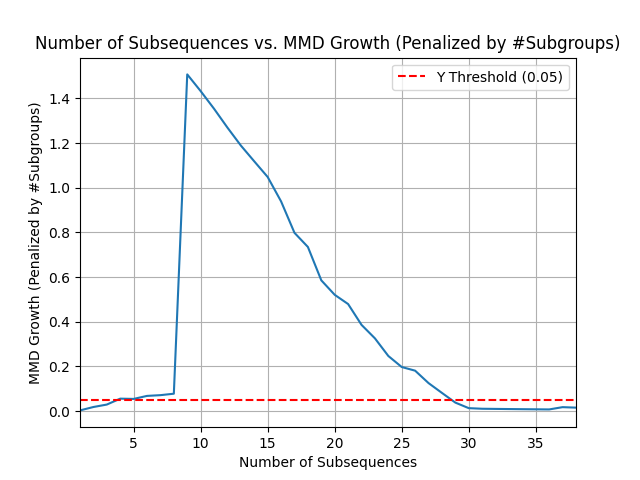 Number of Subsequences vs. MMD Growth (Penalized by #Subgroups)
Y Threshold (0.05)
MMD Growth (Penalized by #Subgroups)
1.4
1.2
1.0
0.8
0.6
0.4
0.2
0.0
5 10 15 20 25 30 35
Number of Subsequences